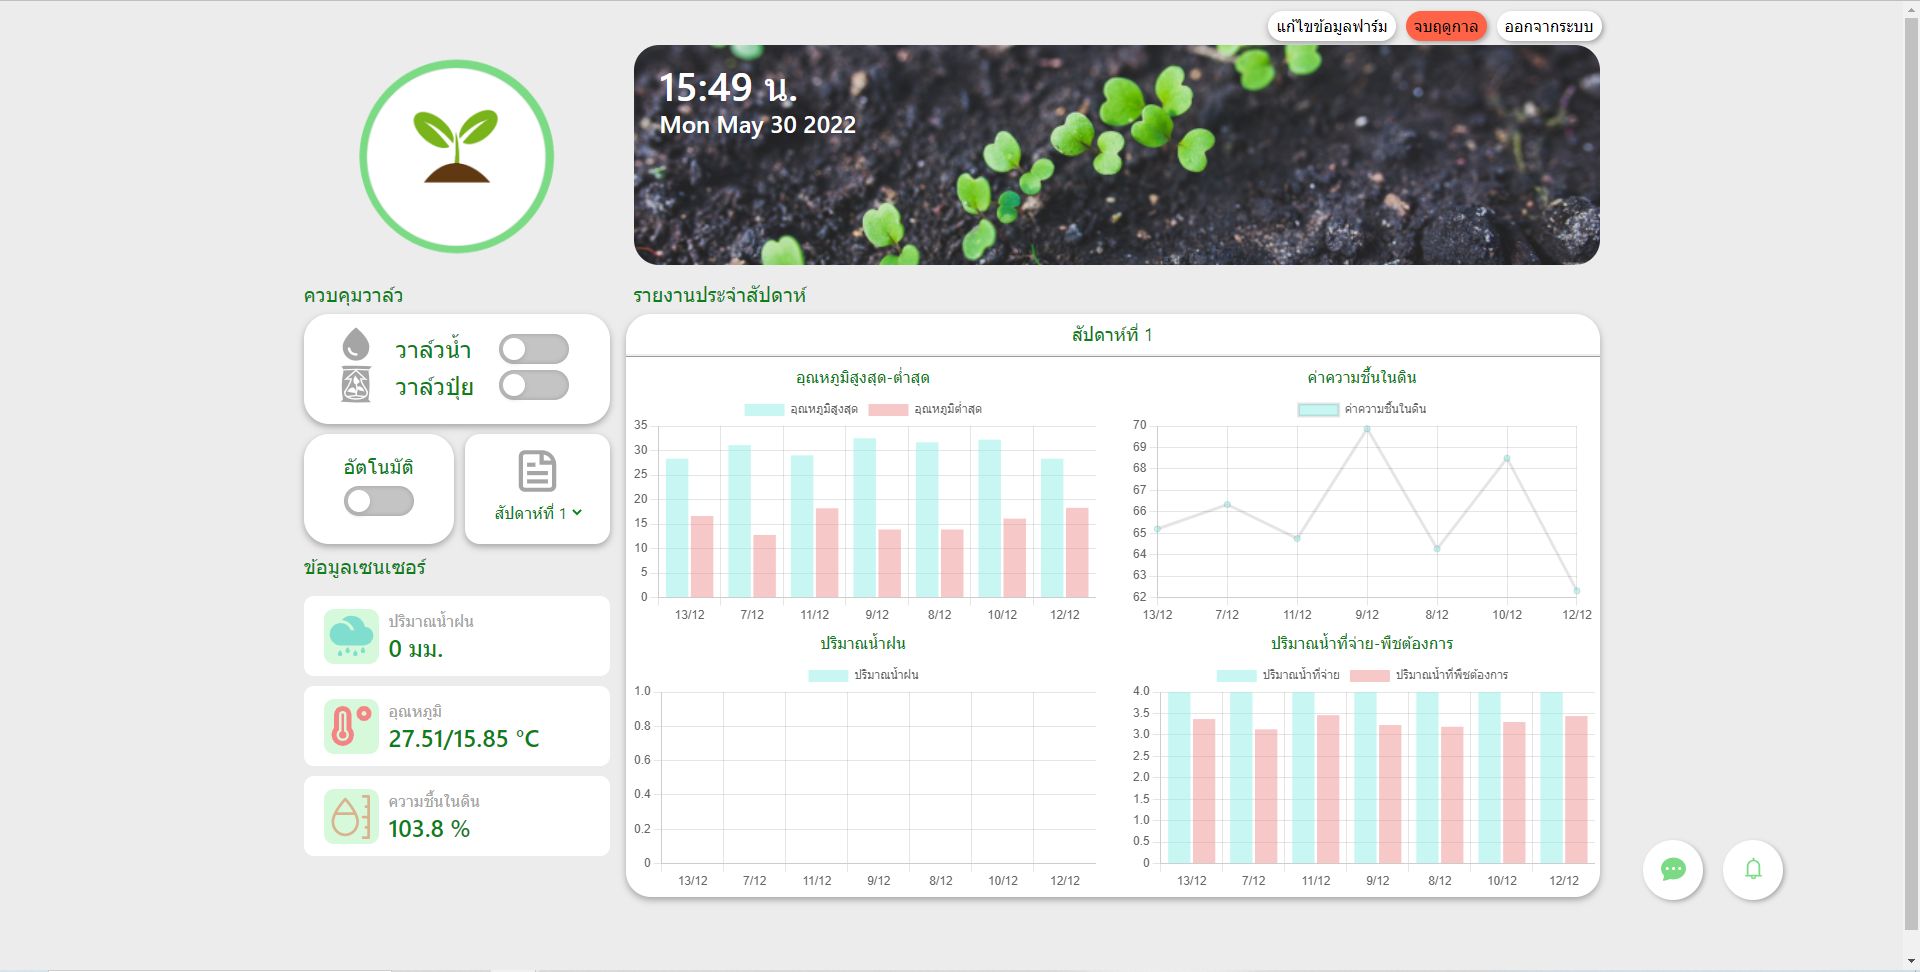 แก้ไขข้อมูลฟาร์ม จบฤดูกาล ออกจากระบบ
15:49 น.
Mon May 30 2022
ควบคุมวาล์ว
วาล์วน้ำ
วาล์วปุ๋ย
อัตโนมัติ
สัปดาห์ที่ 1
ข้อมูลเซนเซอร์
ปริมาณน้ำฝน
0 มม.
อุณหภูมิ
27.51/15.85 °C
ความชื้นในดิน
103.8 %
รายงานประจำสัปดาห์
สัปดาห์ที่ 1
อุณหภูมิสูงสุด-ต่ำสุด
อุณหภูมิสูงสุด อุณหภูมิต่ำสุด
35
30
25
20
15
10
5
0
13/12 7/12 11/12 9/12 8/12 10/12 12/12
ค่าความชื้นในดิน
ค่าความชื้นในดิน
70
69
68
67
66
65
64
63
62
13/12 7/12 11/12 9/12 8/12 10/12 12/12
ปริมาณน้ำฝน
ปริมาณน้ำฝน
1.0
0.8
0.6
0.4
0.2
0
13/12 7/12 11/12 9/12 8/12 10/12 12/12
ปริมาณน้ำที่จ่าย-พืชต้องการ
ปริมาณน้ำที่จ่าย ปริมาณน้ำที่พืชต้องการ
4.0
3.5
3.0
2.5
2.0
1.5
1.0
0.5
0
13/12 7/12 11/12 9/12 8/12 10/12 12/12